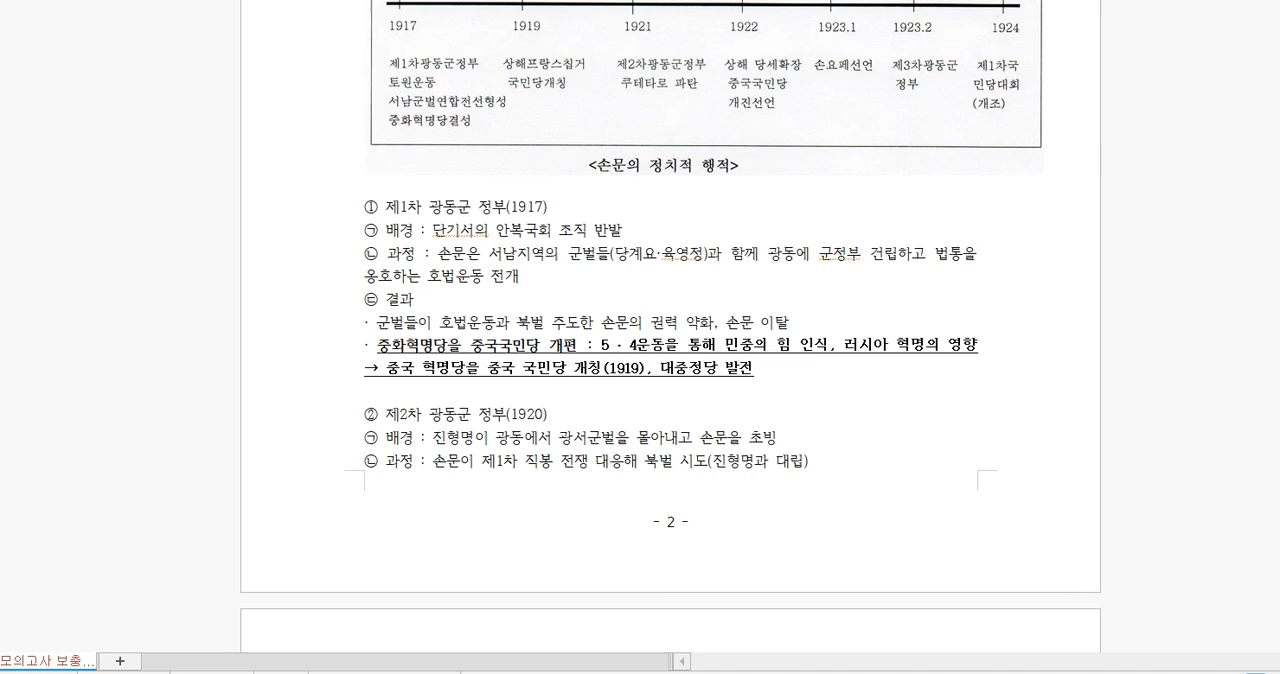 1917 1919 1921 1922 1923.1 1923.2 1924
제1차광동군정부 상해프랑스침거 제2차광동군정부 상해 당세확장 손요페선언 제3차광동군 제1차국
토원운동 국민당개칭 쿠테타로 파탄 중국국민당 정부 민당대회
서남군벌연합전선형성 개진선언 (개조)
중화혁명당결성
<손문의 정치적 행적>
① 제1차 광동군 정부(1917)
㉠ 배경 : 단기서의 안복국회 조직 반발
㉡ 과정 : 손문은 서남지역의 군벌들(당계요·육영정)과 함께 광동에 군정부 건립하고 법통을
옹호하는 호법운동 전개
㉢ 결과
· 군벌들이 호법운동과 북벌 주도한 손문의 권력 약화, 손문 이탈
· 중화혁명당을 중국국민당 개편 : 5·4운동을 통해 민중의 힘 인식, 러시아 혁명의 영향
→ 중국 혁명당을 중국 국민당 개칭(1919), 대중정당 발전
② 제2차 광동군 정부(1920)
㉠ 배경 : 진형명이 광동에서 광서군벌을 몰아내고 손문을 초빙
㉡ 과정 : 손문이 제1차 직봉 전쟁 대응해 북벌 시도(진형명과 대립)
- 2 -
모의고사 보충...